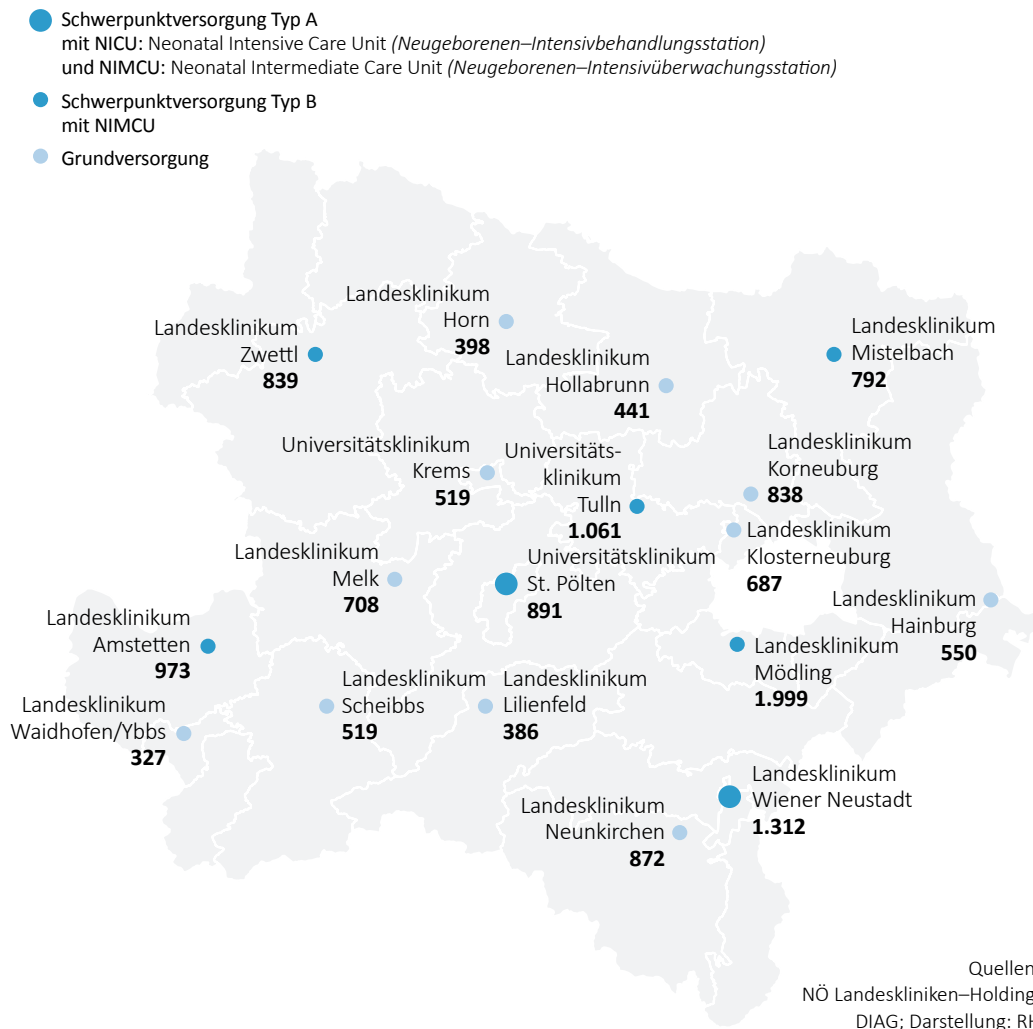 Schwerpunktversorgung Typ A
mit NICU: Neonatal Intensive Care Unit (Neugeborenen–Intensivbehandlungsstation)
und NIMCU: Neonatal Intermediate Care Unit (Neugeborenen–Intensivüberwachungsstation)
Schwerpunktversorgung Typ B
mit NIMCU
Grundversorgung
Landesklinikum
Horn
398
Landesklinikum
Zwettl
839
Landesklinikum
Hollabrunn
441
Landesklinikum
Mistelbach
792
Universitätsklinikum
Krems
519
Universitäts-
klinikum
Tulln
1.061
Landesklinikum
Korneuburg
838
Landesklinikum
Klosterneuburg
687
Landesklinikum
Melk
708
Universitätsklinikum
St. Pölten
891
Landesklinikum
Hainburg
550
Landesklinikum
Amstetten
973
Landesklinikum
Mödling
1.999
Landesklinikum
Waidhofen/Ybbs
327
Landesklinikum
Scheibbs
519
Landesklinikum
Lilienfeld
386
Landesklinikum
Wiener Neustadt
1.312
Landesklinikum
Neunkirchen
872
Quellen
NÖ Landeskliniken–Holding
DIAG; Darstellung: RH